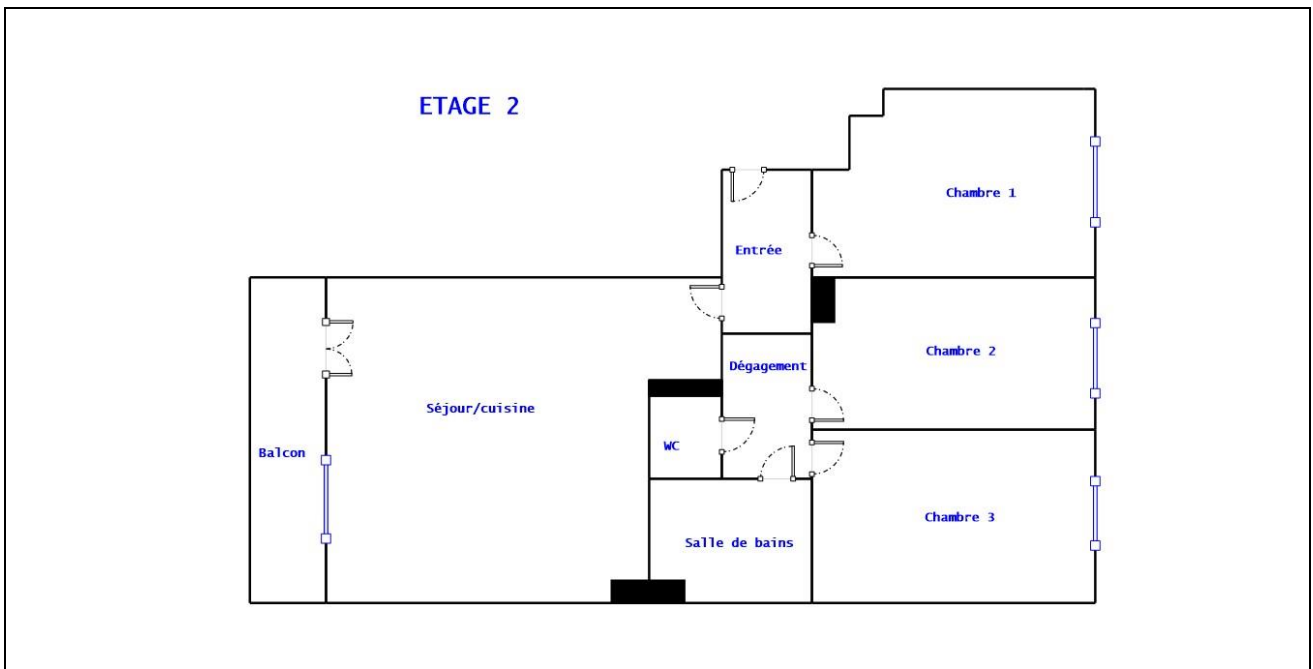 ETAGE 2
Chambre 1
Entrée
Chambre 2
Dégagement
Séjour/cuisine
WC
Balcon
Chambre 3
Salle de bains